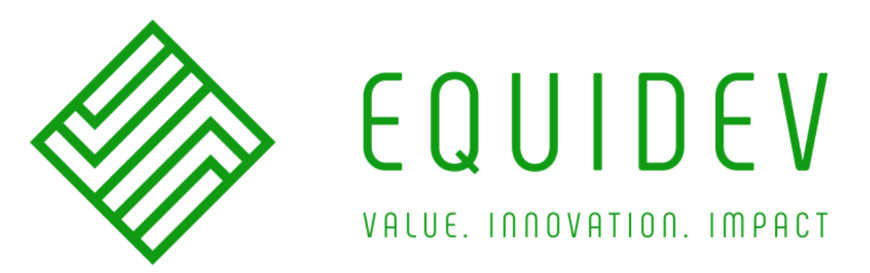 EQUIDEV
VALUE. INNOVATION. IMPACT